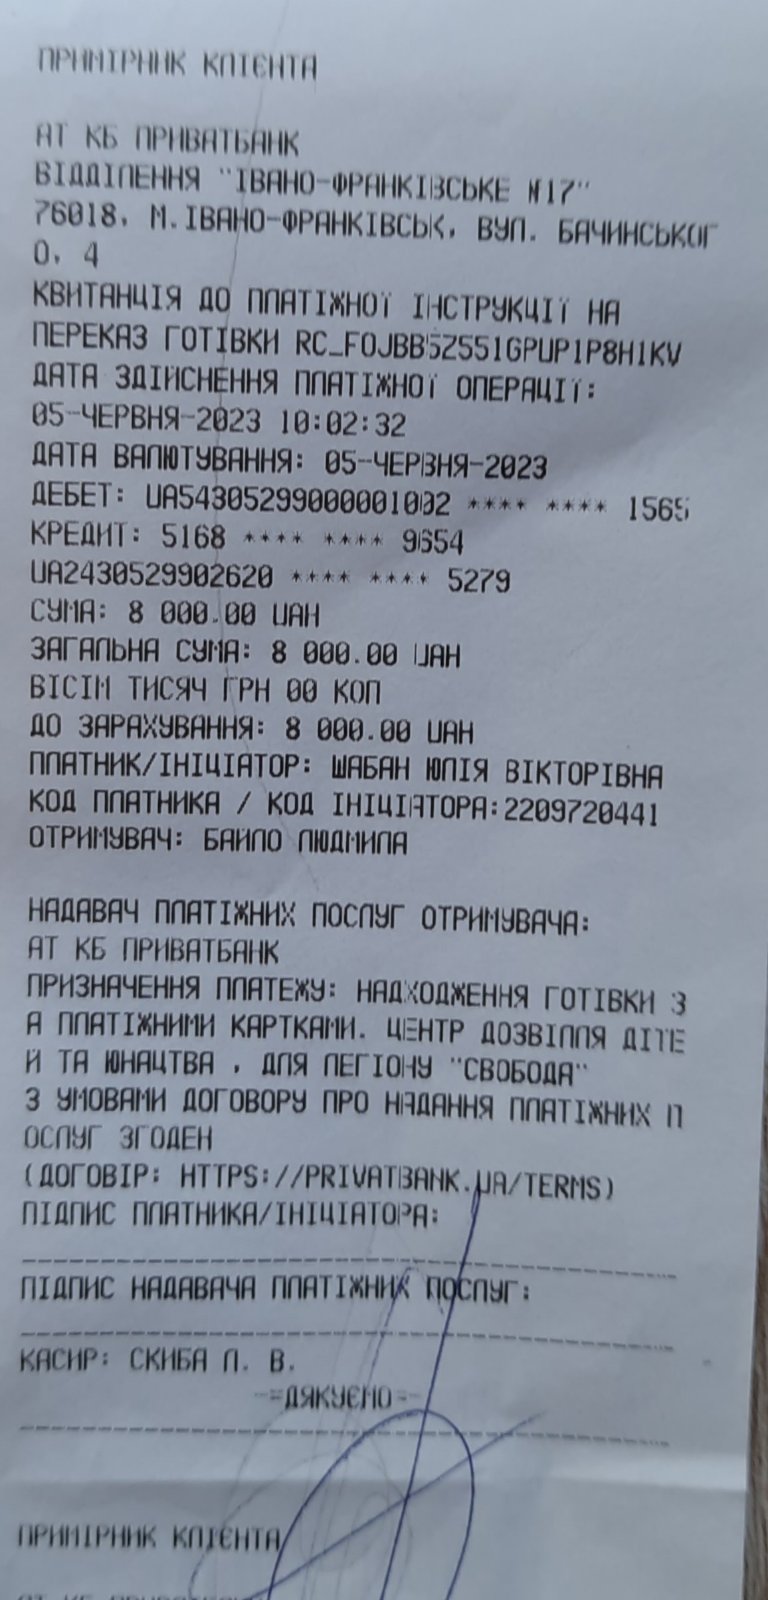 ПРИМІРНИК КЛІЄНТА
АТ КБ ПРИВАТБАНК
ВІДДІЛЕННЯ "ІВАНО-ФРАНКІВСЬКЕ №17"
76018, М.ІВАНО-ФРАНКІВСЬК, ВУЛ. БАЧИНСЬКОГ
О, 4
КВИТАНЦІЯ ДО ПЛАТІЖНОЇ ІНСТРУКЦІЇ НА
ПЕРЕКАЗ ГОТІВКИ RC_FOJBB5ZS51GPUP1P8H1KV
ДАТА ЗДІЙСНЕННЯ ПЛАТІЖНОЇ ОПЕРАЦІЇ:
05-ЧЕРВНЯ-2023 10:02:32
ДАТА ВАЛЮТУВАННЯ: 05-ЧЕРВНЯ-2023
ДЕБЕТ: UA543052990000001002 **** **** 1565
КРЕДИТ: 5168 **** **** 9654
UA2430529902620 **** **** 5279
СУМА: 8 000.00 UAH
ЗАГАЛЬНА СУМА: 8 000.00 UAH
ВІСІМ ТИСЯЧ ГРН 00 КОП
ДО ЗАРАХУВАННЯ: 8 000.00 UAH
ПЛАТНИК/ІНІЦІАТОР: ШАБАН ЮЛІЯ ВІКТОРІВНА
КОД ПЛАТНИКА / КОД ІНІЦІАТОРА:2209720441
ОТРИМУВАЧ: БАЙЛО ЛЮДМИЛА
НАДАВАЧ ПЛАТІЖНИХ ПОСЛУГ ОТРИМУВАЧА:
АТ КБ ПРИВАТБАНК
ПРИЗНАЧЕННЯ ПЛАТЕЖУ: НАДХОДЖЕННЯ ГОТІВКИ З
А ПЛАТІЖНИМИ КАРТКАМИ. ЦЕНТР ДОЗВІЛЛЯ ДІТЕ
Й ТА ЮНАЦТВА , ДЛЯ ЛЕГІОНУ "СВОБОДА"
З УМОВАМИ ДОГОВОРУ ПРО НАДАННЯ ПЛАТІЖНИХ П
ОСЛУГ ЗГОДЕН
(ДОГОВІР: HTTPS://PRIVATBANK.UA/TERMS)
ПІДПИС ПЛАТНИКА/ІНІЦІАТОРА:
ПІДПИС НАДАВАЧА ПЛАТІЖНИХ ПОСЛУГ:
КАСИР: СКИБА Л. В.
-=ДЯКУЄМО=-
ПРИМІРНИК КЛІЄНТА
АТ КБ